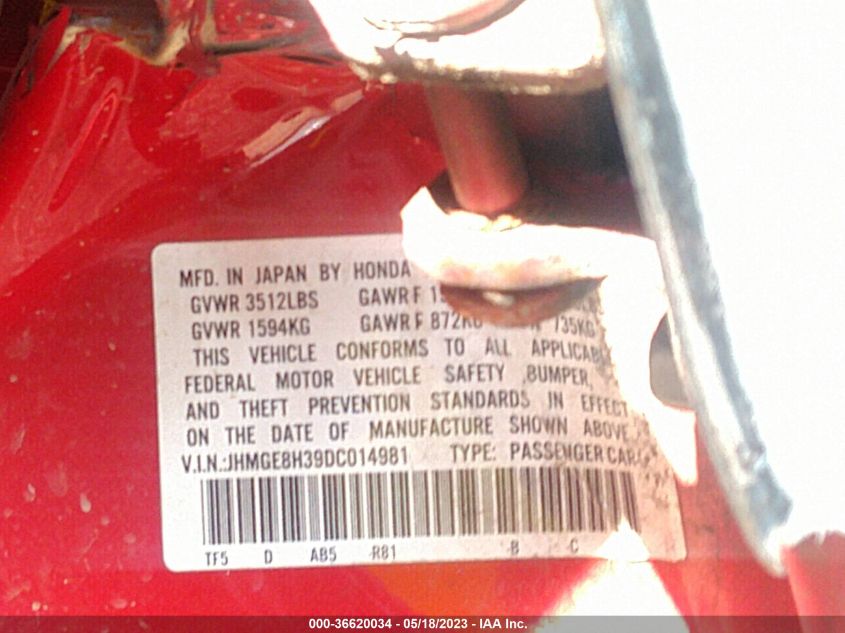 MFD. IN JAPAN BY HONDA
GVWR 3512LBS GAWR F
GVWR 1594KG GAWR F 872KG 735KG
THIS VEHICLE CONFORMS TO ALL
FEDERAL MOTOR VEHICLE SAFETY ,BUMPER,
AND THEFT PREVENTION STANDARDS IN EFFECT
ON THE DATE OF MANUFACTURE SHOWN ABOVE
V.I.N.:JHMGE8H39DC014981 TYPE: PASSENGER CAR
TF5 D AB5 R81 B C
000-36620034 - 05/18/2023 - IAA Inc.